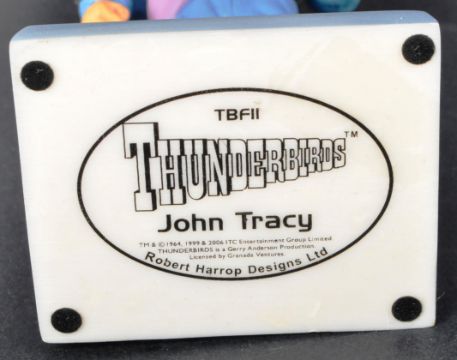 TBF11
THUNDERBIRDS™
John Tracy
TM & © 1964, 1999 & 2006 ITC Entertainment Group Limited
THUNDERBIRDS is a Gerry Anderson Production.
Licensed by Granada Ventures.
Robert Harrop Designs Ltd